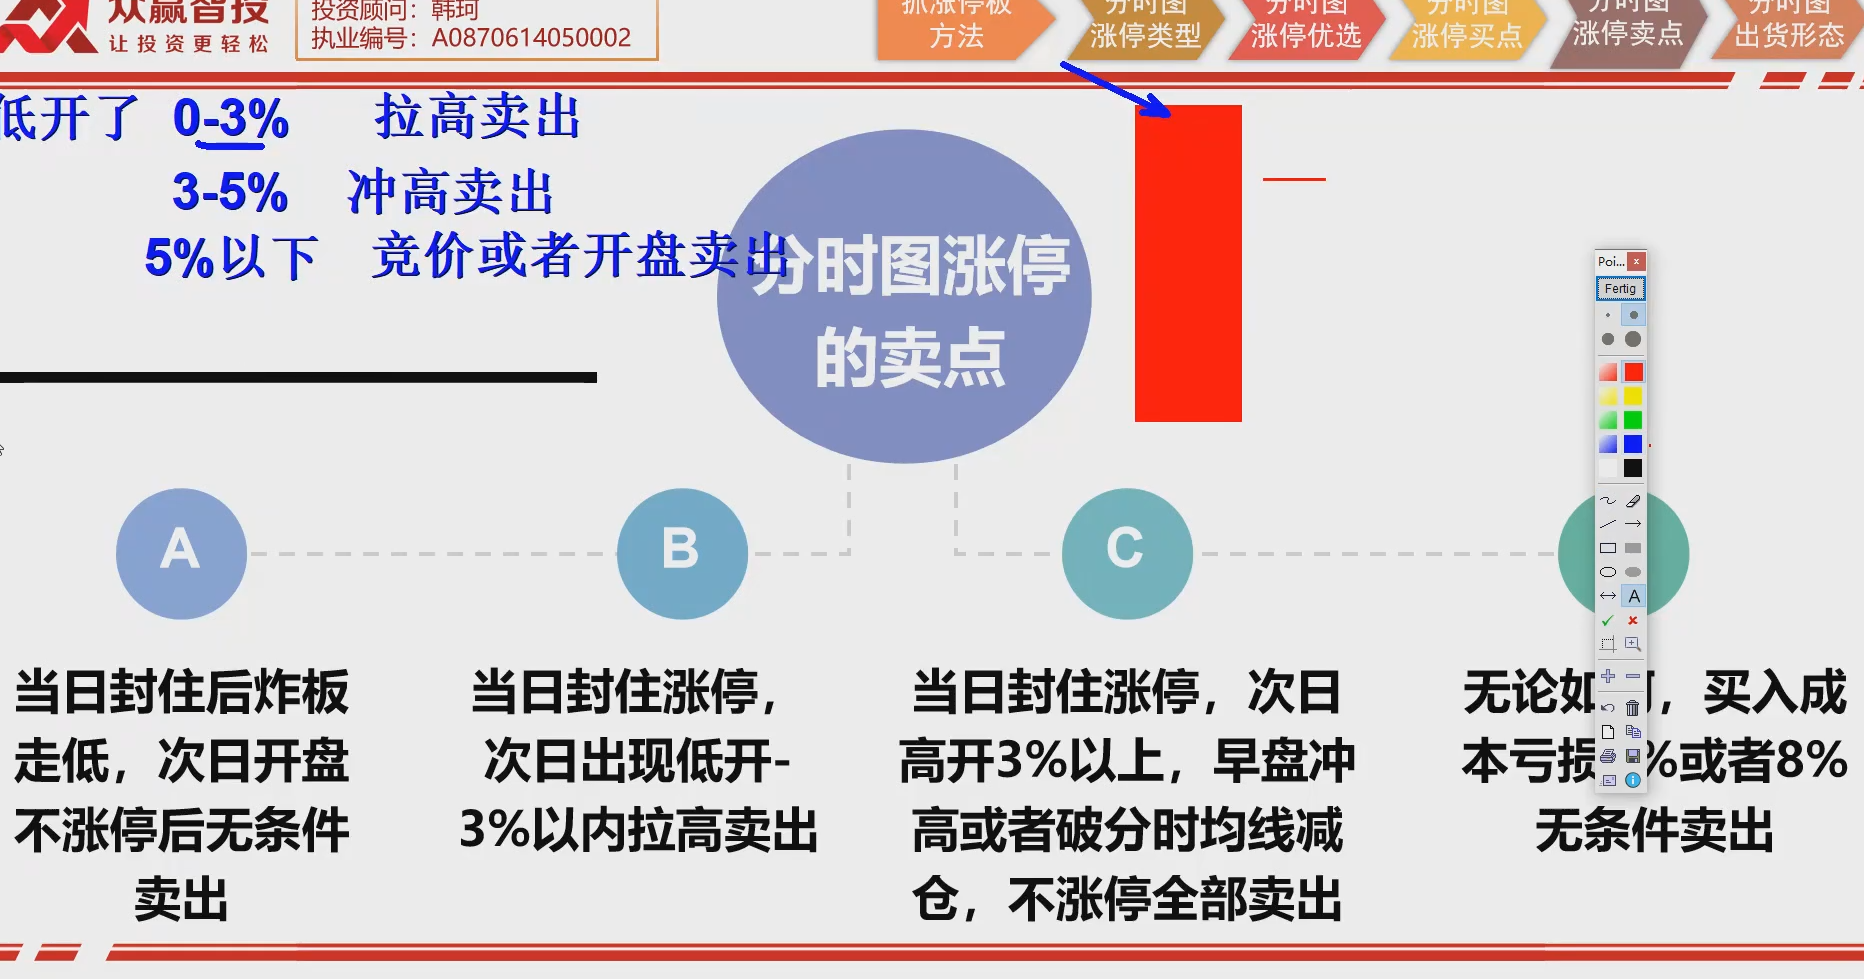 众赢智投
让投资更轻松
投资顾问：韩珂
执业编号：A0870614050002
抓涨停板
方法
分时图
涨停类型
分时图
涨停优选
分时图
涨停买点
分时图
涨停卖点
分时图
出货形态
低开了 0-3% 拉高卖出
3-5% 冲高卖出
5%以下 竞价或者开盘卖出
分时图涨停
的卖点
Poi...
Fertig
A
A
B
C
当日封住后炸板
走低，次日开盘
不涨停后无条件
卖出
当日封住涨停，
次日出现低开-
3%以内拉高卖出
当日封住涨停，次日
高开3%以上，早盘冲
高或者破分时均线减
仓，不涨停全部卖出
无论如，买入成
本亏损%或者8%
无条件卖出